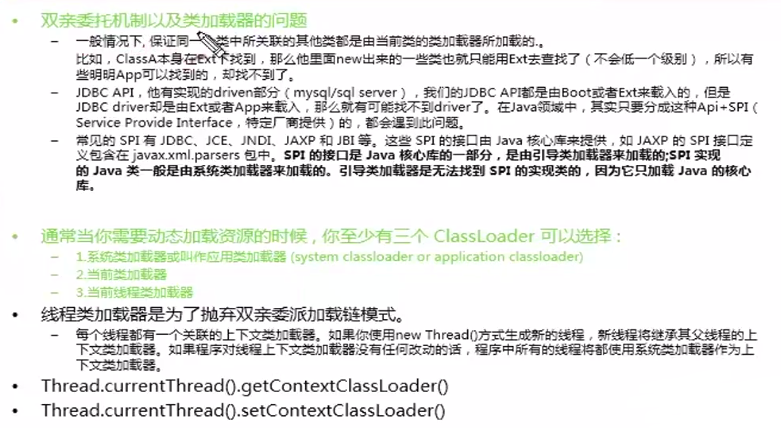 双亲委托机制以及类加载器的问题
一般情况下, 保证同一 类中所关联的其他类都是由当前类的类加载器所加载的.。
比如，ClassA本身在Ext下找到，那么他里面new出来的一些类也就只能用Ext去查找了（不会低一个级别），所以有
些明明App可以找到的，却找不到了。
JDBC API，他有实现的driven部分（mysql/sql server），我们的JDBC API都是由Boot或者Ext来载入的，但是
JDBC driver却是由Ext或者App来载入，那么就有可能找不到driver了。在Java领域中，其实只要分成这种Api+SPI（
Service Provide Interface，特定厂商提供）的，都会遇到此问题。
常见的 SPI 有 JDBC、JCE、JNDI、JAXP 和 JBI 等。这些 SPI 的接口由 Java 核心库来提供，如 JAXP 的 SPI 接口定
义包含在 javax.xml.parsers 包中。SPI 的接口是 Java 核心库的一部分，是由引导类加载器来加载的;SPI 实现
的 Java 类一般是由系统类加载器来加载的。引导类加载器是无法找到 SPI 的实现类的，因为它只加载 Java 的核心
库。
通常当你需要动态加载资源的时候 , 你至少有三个 ClassLoader 可以选择 :
1.系统类加载器或叫作应用类加载器 (system classloader or application classloader)
2.当前类加载器
3.当前线程类加载器
线程类加载器是为了抛弃双亲委派加载链模式。
每个线程都有一个关联的上下文类加载器。如果你使用new Thread()方式生成新的线程，新线程将继承其父线程的上
下文类加载器。如果程序对线程上下文类加载器没有任何改动的话，程序中所有的线程将都使用系统类加载器作为上
下文类加载器。
Thread.currentThread().getContextClassLoader()
Thread.currentThread().setContextClassLoader()